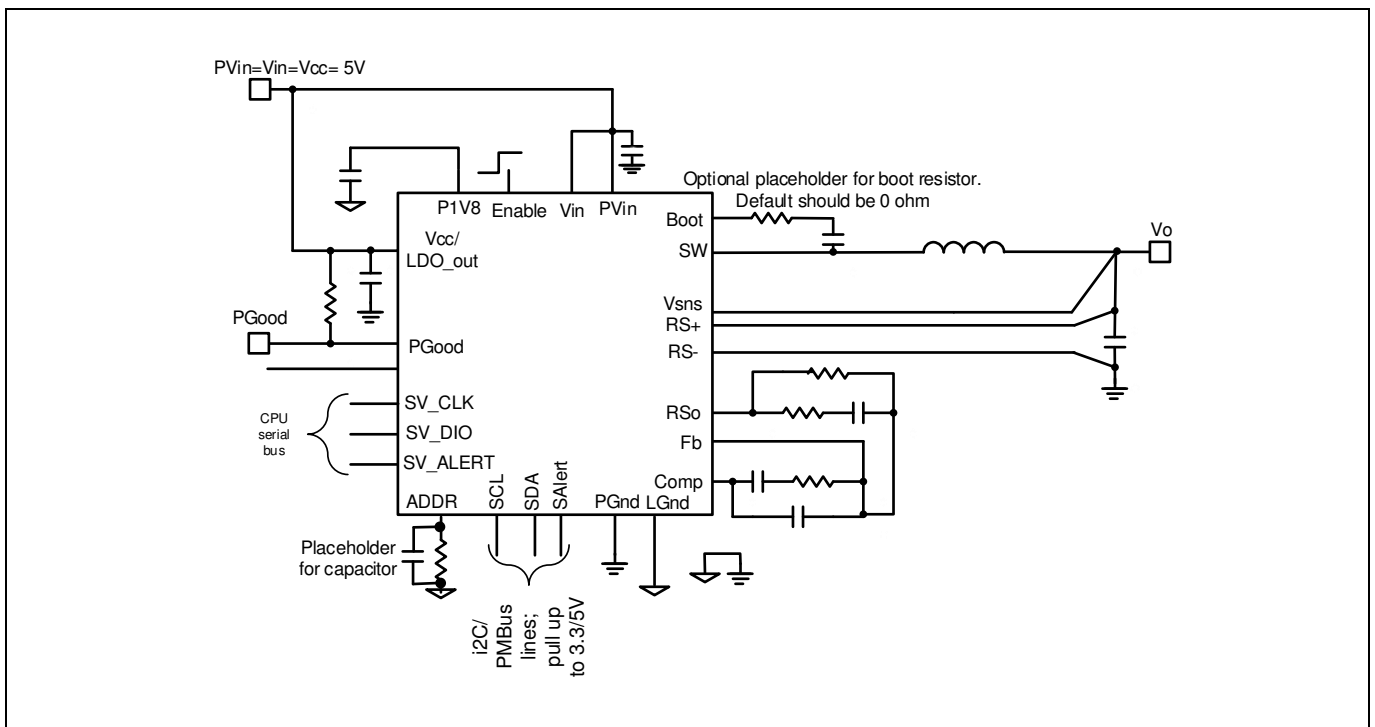 PVin=Vin=Vcc= 5V
Optional placeholder for boot resistor.
Default should be 0 ohm
P1V8
Enable
Vin
PVin
Boot
SW
Vo
Vcc/
LDO_out
Vsns
RS+
RS-
PGood
PGood
CPU
serial
bus
SV_CLK
SV_DIO
SV_ALERT
RSo
Fb
Comp
ADDR
SCL
SDA
SAlert
PGnd
LGnd
Placeholder
for capacitor
i2C/
PMBus
lines;
pull up
to 3.3/5V